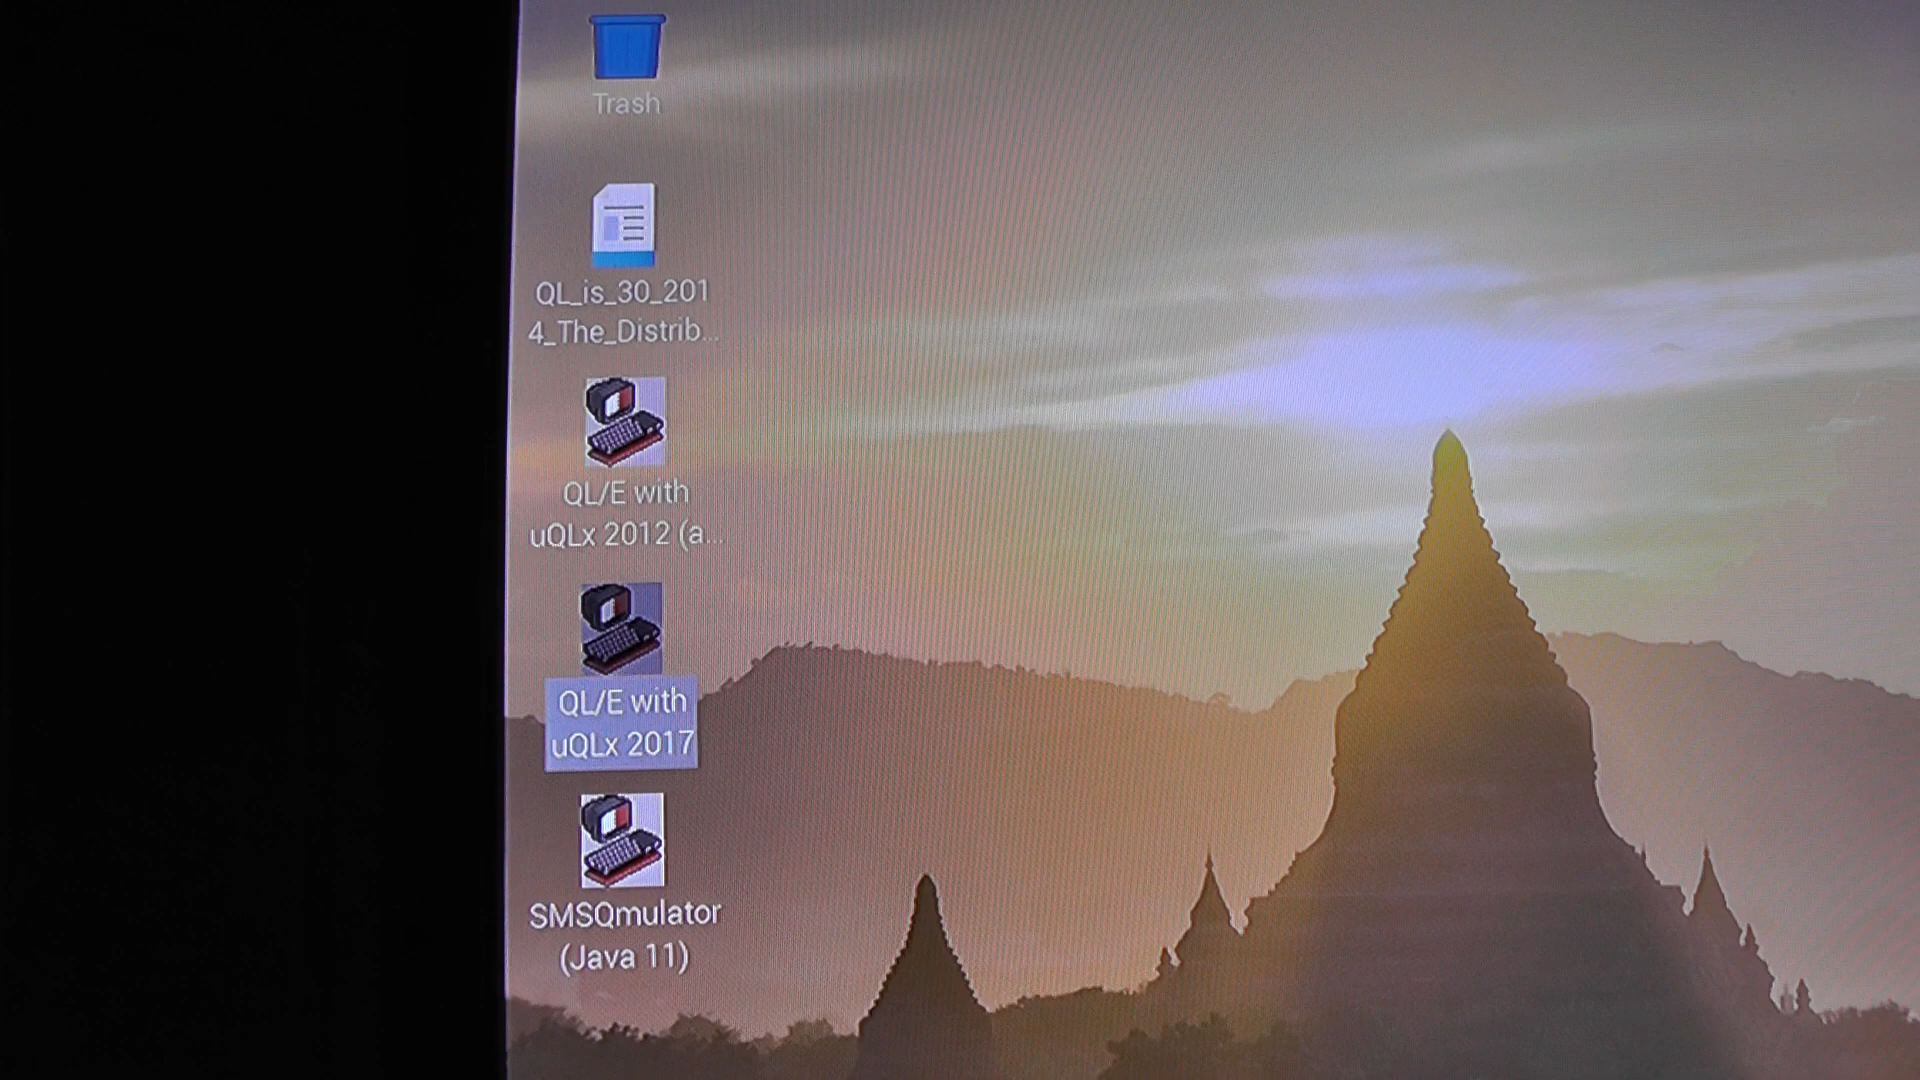 Trash
QL_is_30_201
4_The_Distrib...
QL/E with
uQLx 2012 (a...
QL/E with
uQLx 2017
SMSQmulator
(Java 11)